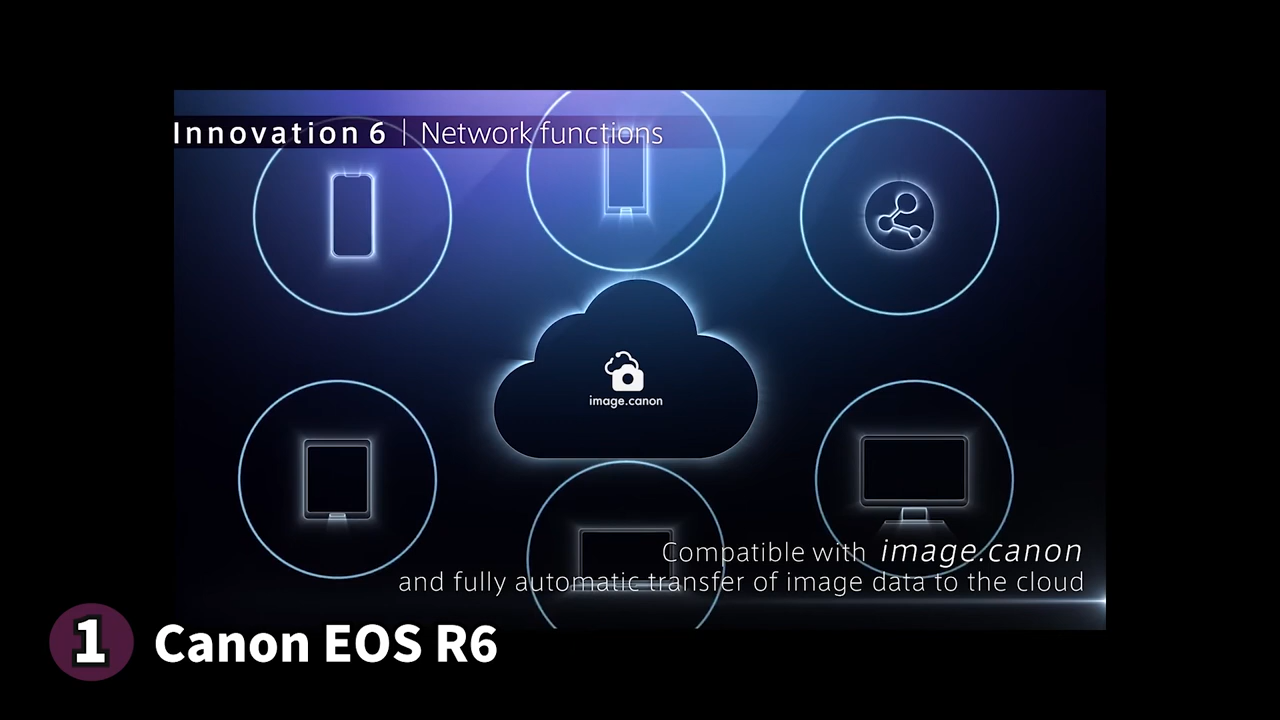 Innovation 6 | Network functions
image.canon
Compatible with image.canon
and fully automatic transfer of image data to the cloud
1 Canon EOS R6